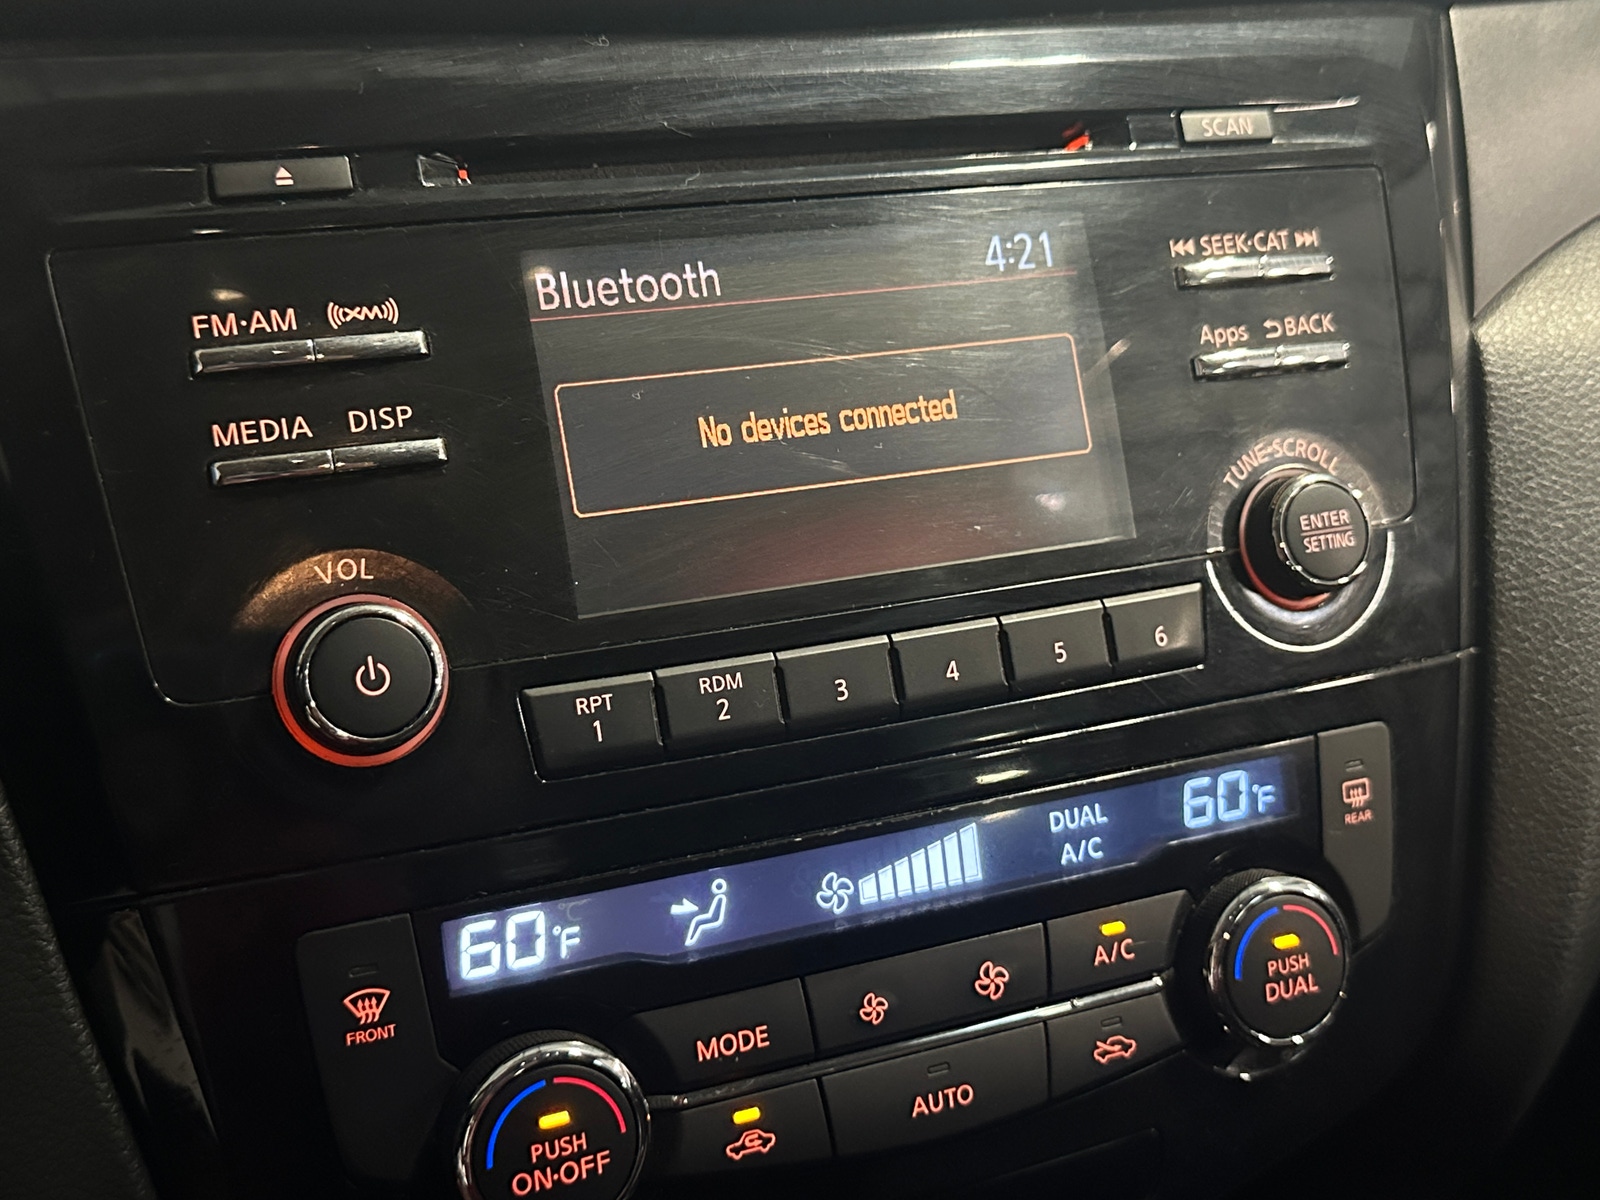 SCAN
FM·AM XM
SEEK·CAT
Bluetooth 4:21
Apps BACK
MEDIA DISP
No devices connected
TUNE·SCROLL
ENTER
SETTING
VOL
RPT
1
RDM
2
3
4
5
6
60°F
DUAL
A/C
60°F
REAR
FRONT
MODE
A/C
PUSH
DUAL
AUTO
PUSH
ON·OFF